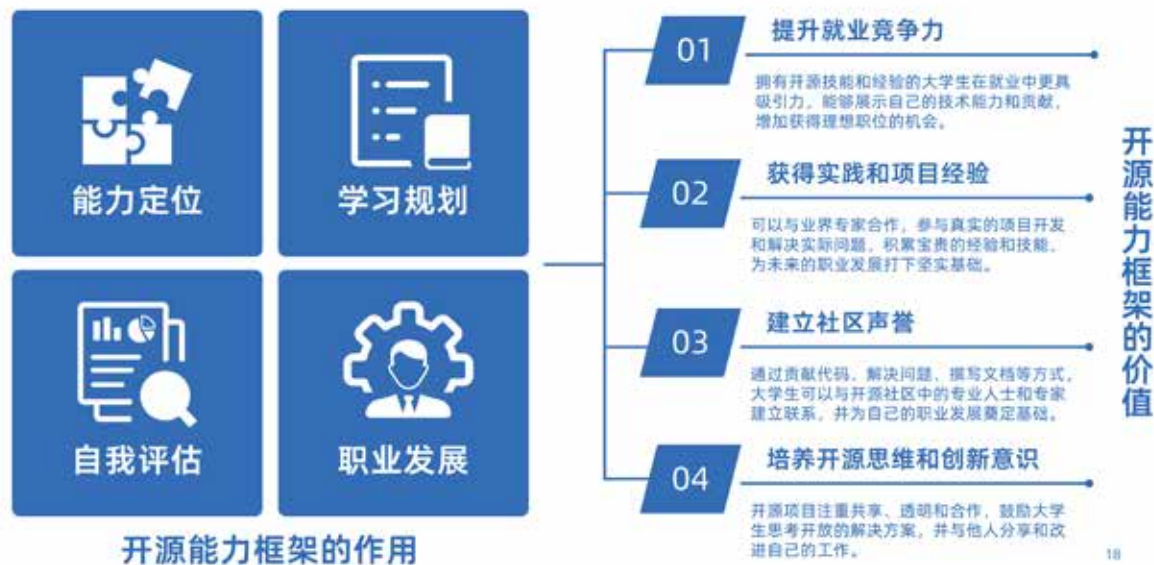 能力定位
学习规划
自我评估
职业发展
开源能力框架的作用
01
提升就业竞争力
拥有开源技能和经验的大学生在就业中更具
吸引力，能够展示自己的技术能力和贡献，
增加获得理想职位的机会。
02
获得实践和项目经验
可以与业界专家合作，参与真实的项目开发
和解决实际问题，积累宝贵的经验和技能，
为未来的职业发展打下坚实基础。
03
建立社区声誉
通过贡献代码、解决问题、撰写文档等方式，
大学生可以与开源社区中的专业人士和专家
建立联系，并为自己的职业发展奠定基础。
04
培养开源思维和创新意识
开源项目注重共享、透明和合作，鼓励大学
生思考开放的解决方案，并与他人分享和改
进自己的工作。
开源能力框架的价值
18